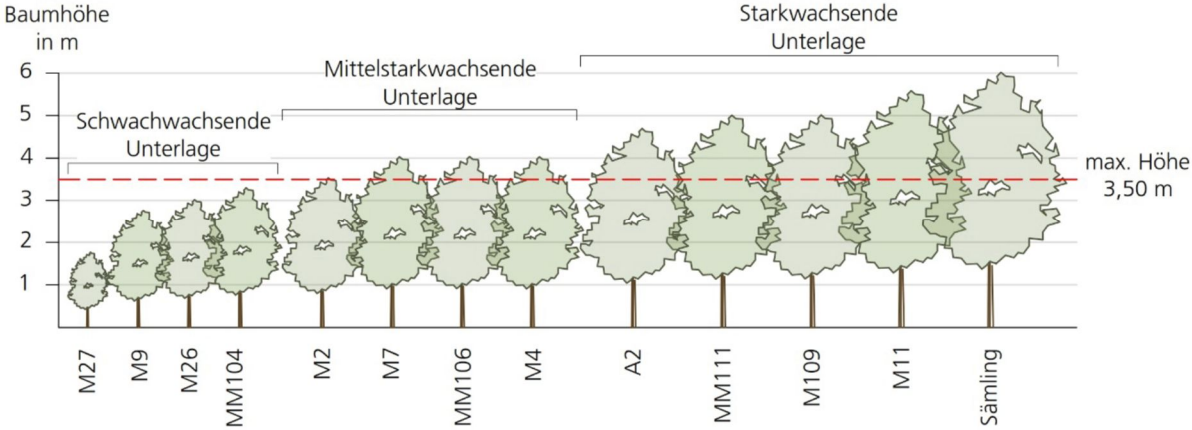 Baumhöhe
in m
Starkwachsende
Unterlage
Mittelstarkwachsende
Unterlage
Schwachwachsende
Unterlage
6
5
4
3
2
1
max. Höhe
3,50 m
M27
M9
M26
MM104
M2
M7
MM106
M4
A2
MM111
M109
M11
Sämling